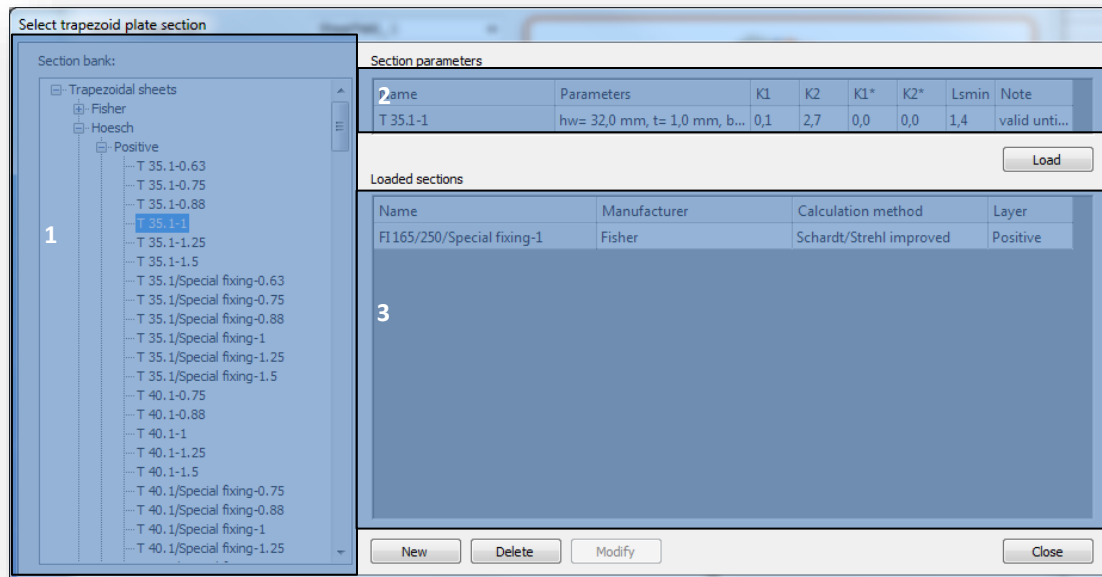 Select trapezoid plate section
Section bank:
Trapezoidal sheets
Fisher
Hoesch
Positive
T 35.1-0.63
T 35.1-0.75
T 35.1-0.88
T 35.1-1
T 35.1-1.25
T 35.1-1.5
T 35.1/Special fixing-0.63
T 35.1/Special fixing-0.75
T 35.1/Special fixing-0.88
T 35.1/Special fixing-1
T 35.1/Special fixing-1.25
T 35.1/Special fixing-1.5
T 40.1-0.75
T 40.1-0.88
T 40.1-1
T 40.1-1.25
T 40.1-1.5
T 40.1/Special fixing-0.75
T 40.1/Special fixing-0.88
T 40.1/Special fixing-1
T 40.1/Special fixing-1.25
1
Section parameters
2
Name Parameters K1 K2 K1* K2* Lsmin Note
T 35.1-1 hw= 32,0 mm, t= 1,0 mm, b... 0,1 2,7 0,0 0,0 1,4 valid unti...
Load
Loaded sections
Name Manufacturer Calculation method Layer
FI165/250/Special fixing-1 Fisher Schardt/Strehl improved Positive
3
New Delete Modify Close